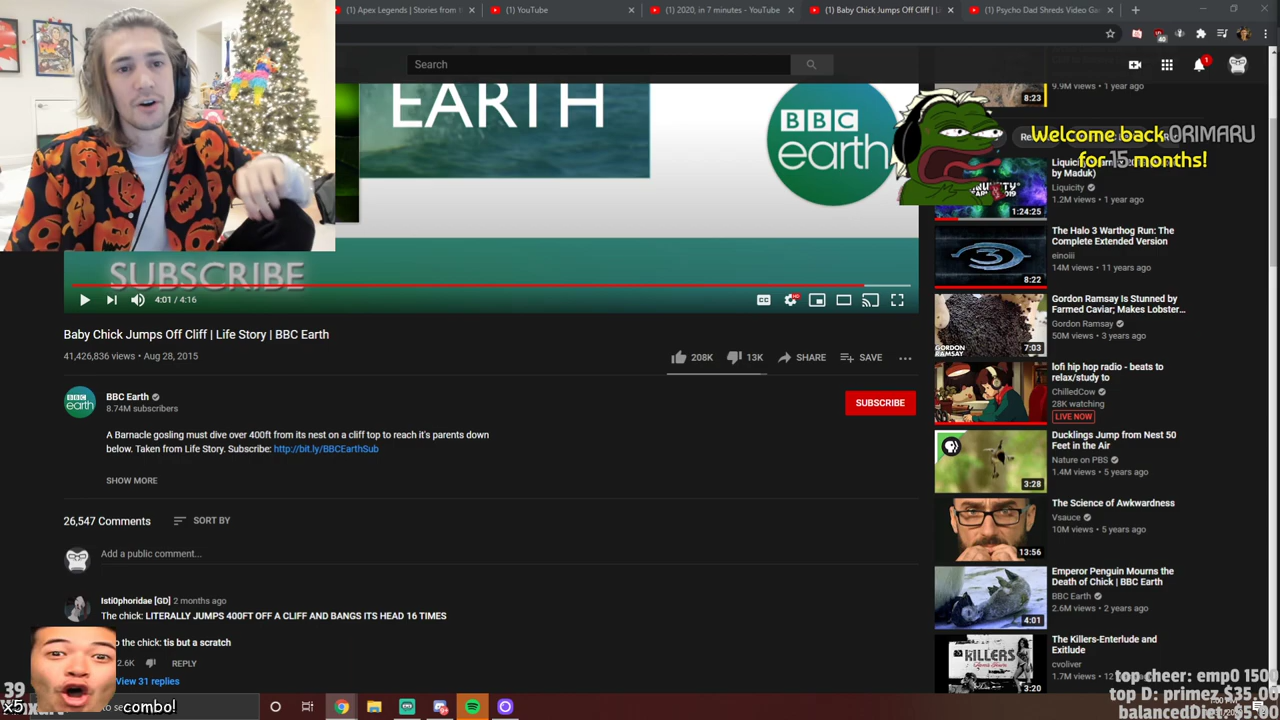 (1) Apex Legends | Stories from t
(1) YouTube
(1) 2020, in 7 minutes - YouTube
(1) Baby Chick Jumps Off Cliff | L
(1) Psycho Dad Shreds Video Ga
Search
1
40
EARTH
BBC
earth
SUBSCRIBE
4:01 / 4:16
Baby Chick Jumps Off Cliff | Life Story | BBC Earth
41,426,836 views • Aug 28, 2015
208K
13K
SHARE
SAVE
BBC Earth
8.74M subscribers
SUBSCRIBE
A Barnacle gosling must dive over 400ft from its nest on a cliff top to reach it's parents down
below. Taken from Life Story. Subscribe: http://bit.ly/BBCEarthSub
SHOW MORE
26,547 Comments
SORT BY
Add a public comment...
Isti0phoridae [GD] 2 months ago
The chick: LITERALLY JUMPS 400FT OFF A CLIFF AND BANGS ITS HEAD 16 TIMES
the chick: tis but a scratch
2.6K
REPLY
View 31 replies
39
x5
combo!
9.9M views • 1 year ago
8:23
Welcome back ORIMARU
for 15 months!
by Maduk)
Liquicity
1.2M views • 1 year ago
1:24:25
The Halo 3 Warthog Run: The
Complete Extended Version
einoiii
14M views • 11 years ago
8:22
Gordon Ramsay Is Stunned by
Farmed Caviar; Makes Lobster...
Gordon Ramsay
50M views • 3 years ago
GORDON
RAMSAY
7:03
lofi hip hop radio - beats to
relax/study to
ChilledCow
28K watching
LIVE NOW
Ducklings Jump from Nest 50
Feet in the Air
Nature on PBS
1.4M views • 5 years ago
3:28
The Science of Awkwardness
Vsauce
10M views • 5 years ago
13:56
Emperor Penguin Mourns the
Death of Chick | BBC Earth
BBC Earth
2.6M views • 2 years ago
4:01
The Killers-Enterlude and
Exitlude
cvoliver
KILLERS
3:20
top cheer: emp0 1500
top D: primez $35.00
balancedDiet $5.00